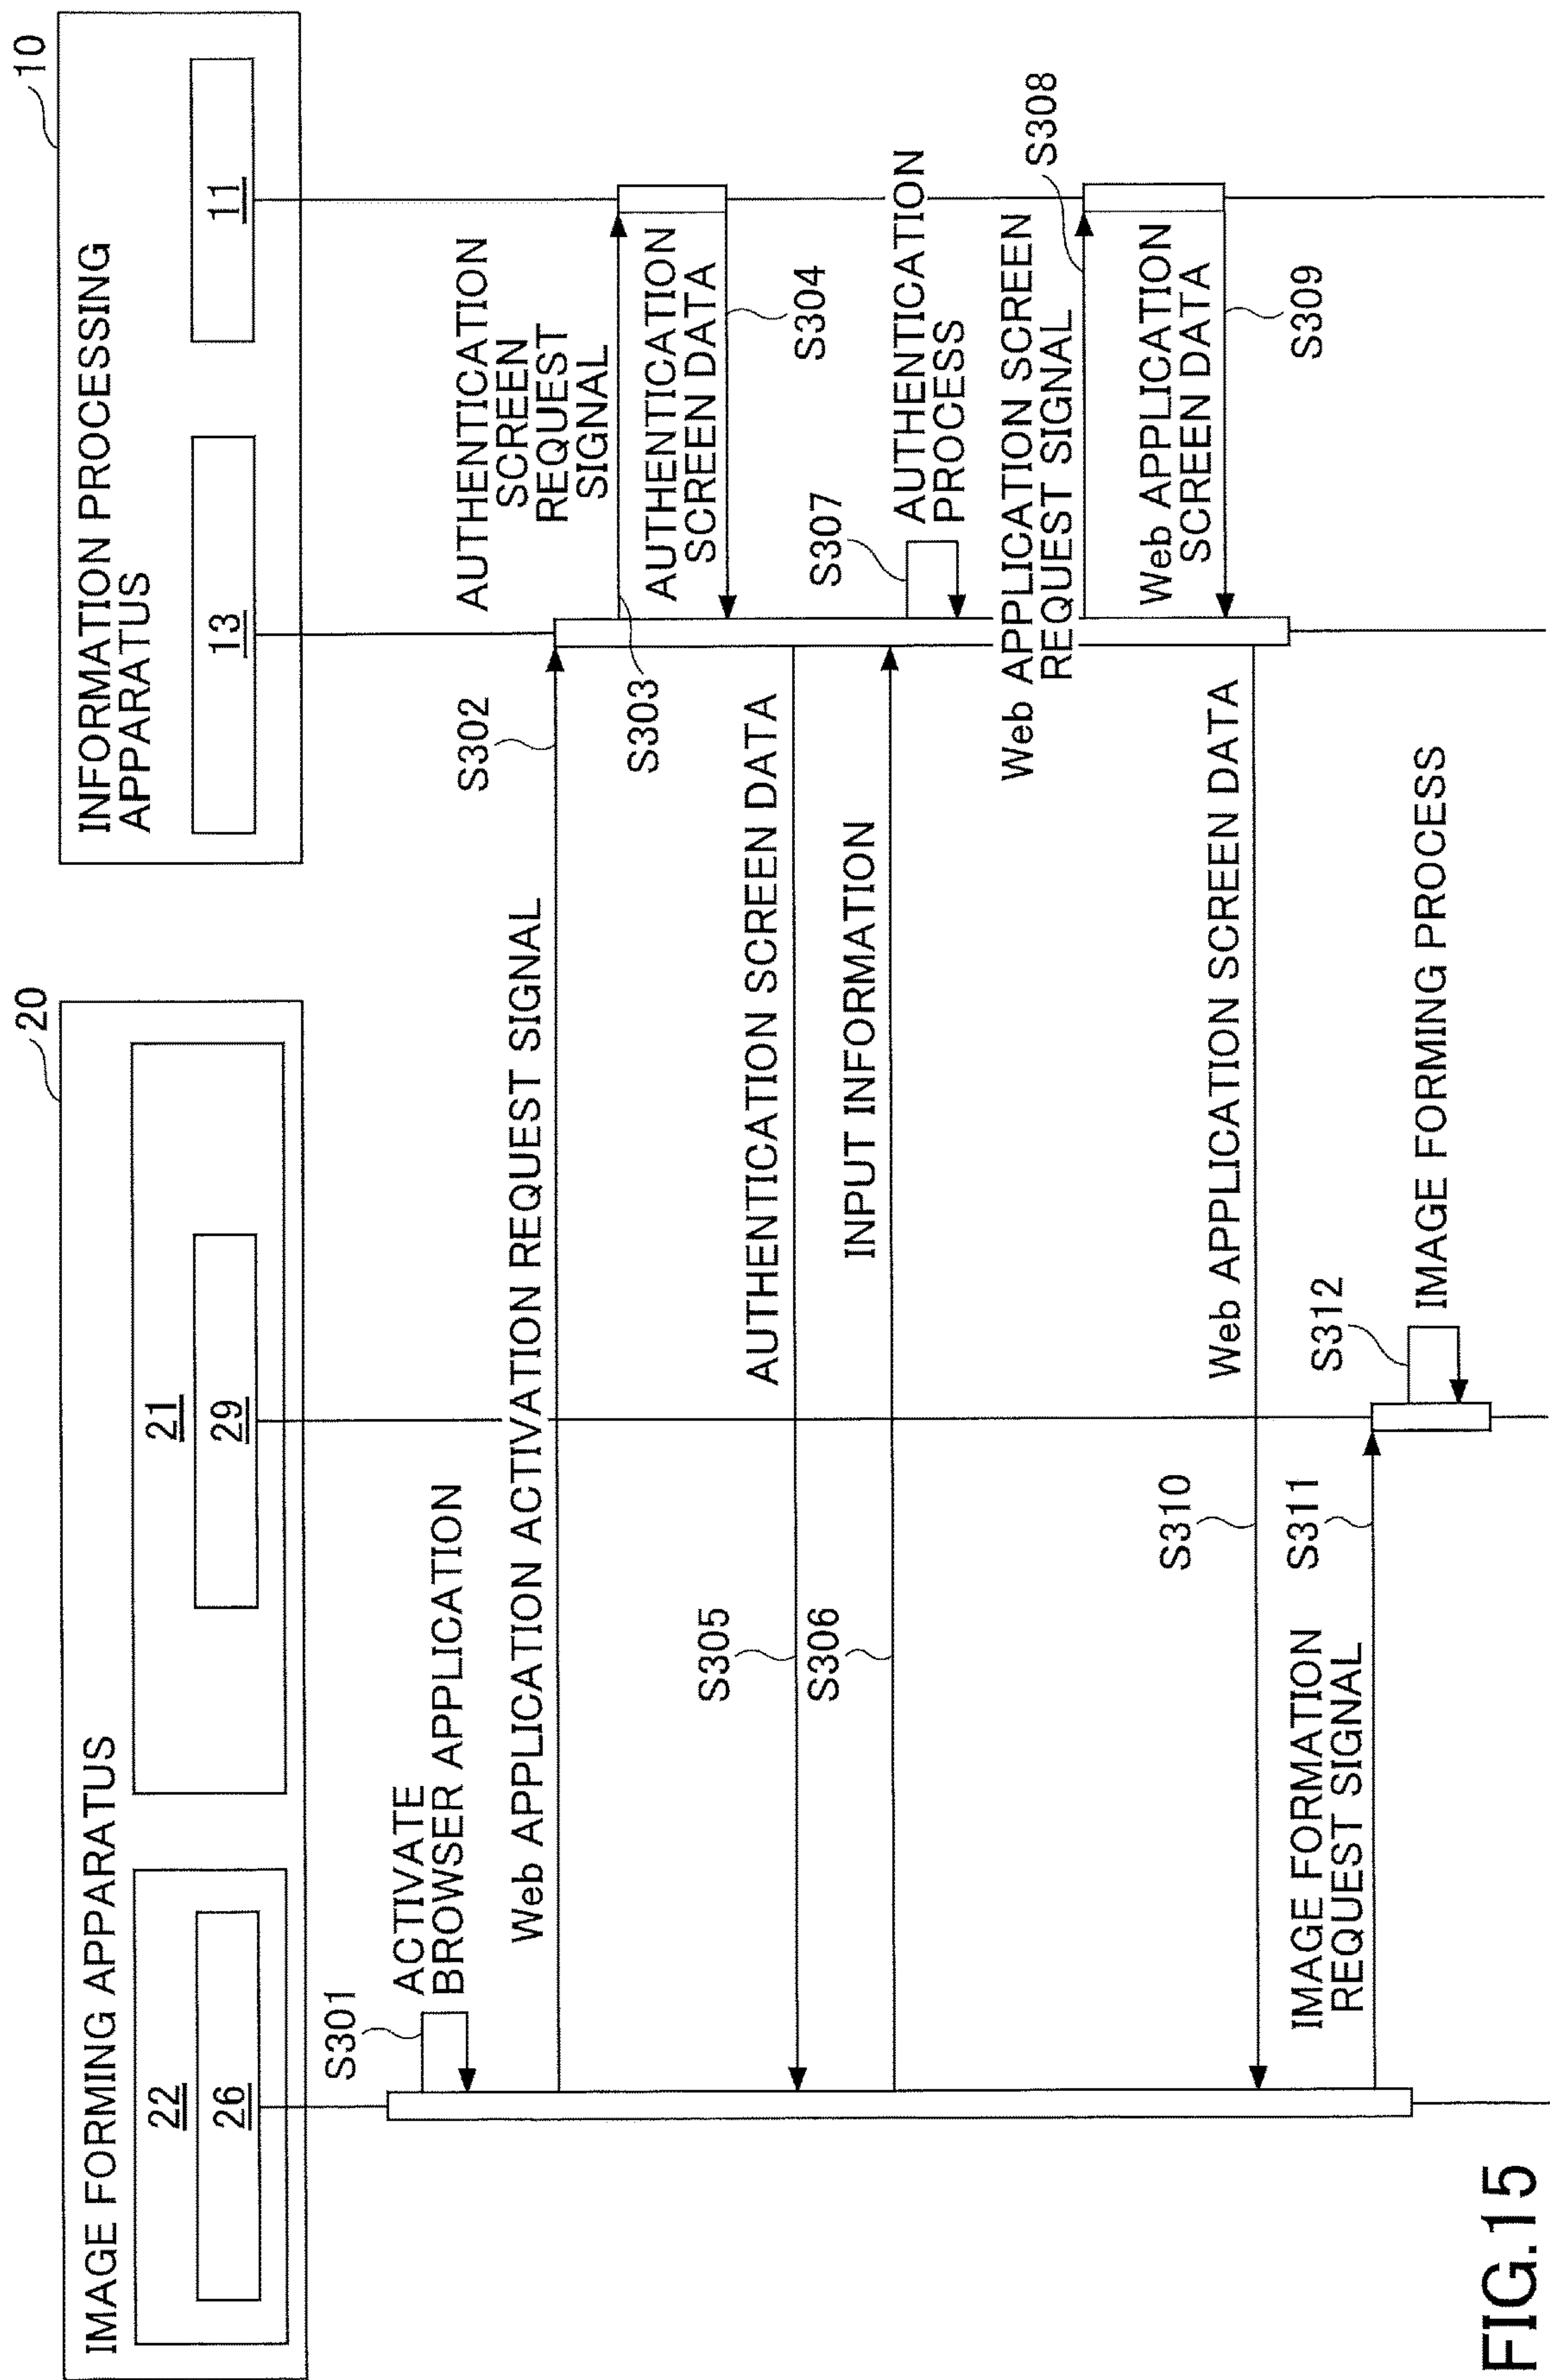 IMAGE FORMING APPARATUS
20
22
26
21
29
INFORMATION PROCESSING
APPARATUS
10
13
11
S301
ACTIVATE
BROWSER APPLICATION
Web APPLICATION ACTIVATION REQUEST SIGNAL
S302
AUTHENTICATION
SCREEN
REQUEST
SIGNAL
S303
AUTHENTICATION
SCREEN DATA
S304
AUTHENTICATION SCREEN DATA
S305
INPUT INFORMATION
S306
S307
AUTHENTICATION
PROCESS
Web APPLICATION SCREEN
REQUEST SIGNAL
S308
Web APPLICATION
SCREEN DATA
S309
Web APPLICATION SCREEN DATA
S310
IMAGE FORMATION
REQUEST SIGNAL
S311
S312
IMAGE FORMING PROCESS
FIG.15